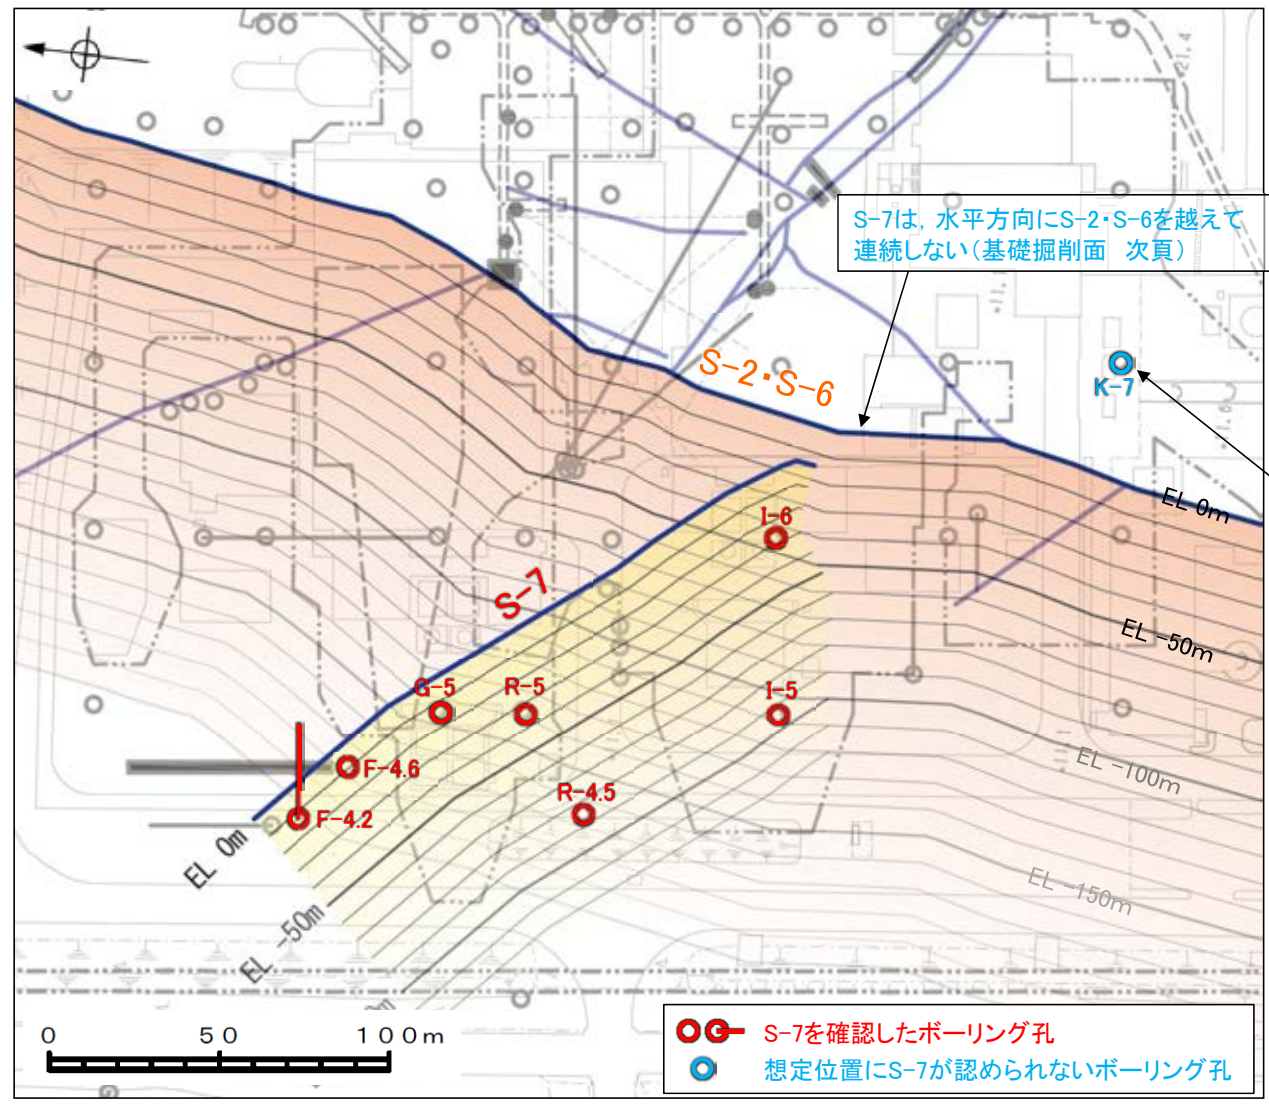 21.4
S-7は，水平方向にS-2・S-6を越えて
連続しない（基礎掘削面　次頁）
S-2・S-6
K-7
EL 0m
I-6
S-7
EL -50m
G-5
R-5
I-5
F-4.6
EL -100m
R-4.5
F-4.2
EL 0m
EL -150m
EL -50m
0 50 100m
S-7を確認したボーリング孔
想定位置にS-7が認められないボーリング孔